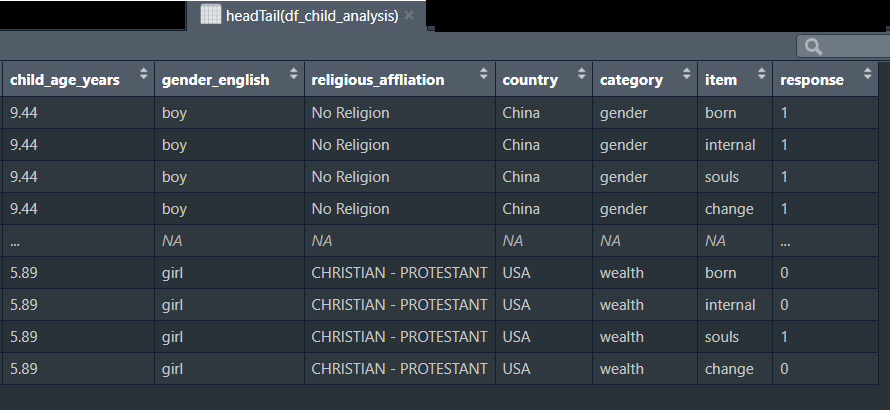 headTail(df_child_analysis)
child_age_years gender_english religious_affliation country category item response
9.44 boy No Religion China gender born 1
9.44 boy No Religion China gender internal 1
9.44 boy No Religion China gender souls 1
9.44 boy No Religion China gender change 1
... NA NA NA NA NA ...
5.89 girl CHRISTIAN - PROTESTANT USA wealth born 0
5.89 girl CHRISTIAN - PROTESTANT USA wealth internal 0
5.89 girl CHRISTIAN - PROTESTANT USA wealth souls 1
5.89 girl CHRISTIAN - PROTESTANT USA wealth change 0